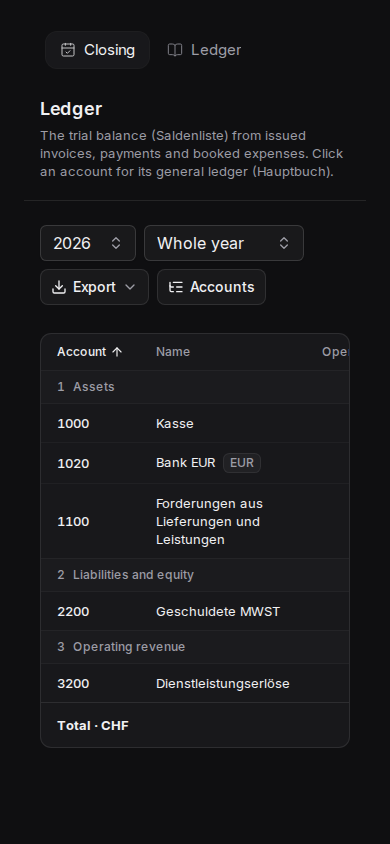 Closing Ledger
Ledger
The trial balance (Saldenliste) from issued
invoices, payments and booked expenses. Click
an account for its general ledger (Hauptbuch).
2026 Whole year
Export Accounts
Account Name Ope
1 Assets
1000 Kasse
1020 Bank EUR EUR
1100 Forderungen aus
Lieferungen und
Leistungen
2 Liabilities and equity
2200 Geschuldete MWST
3 Operating revenue
3200 Dienstleistungserlöse
Total · CHF